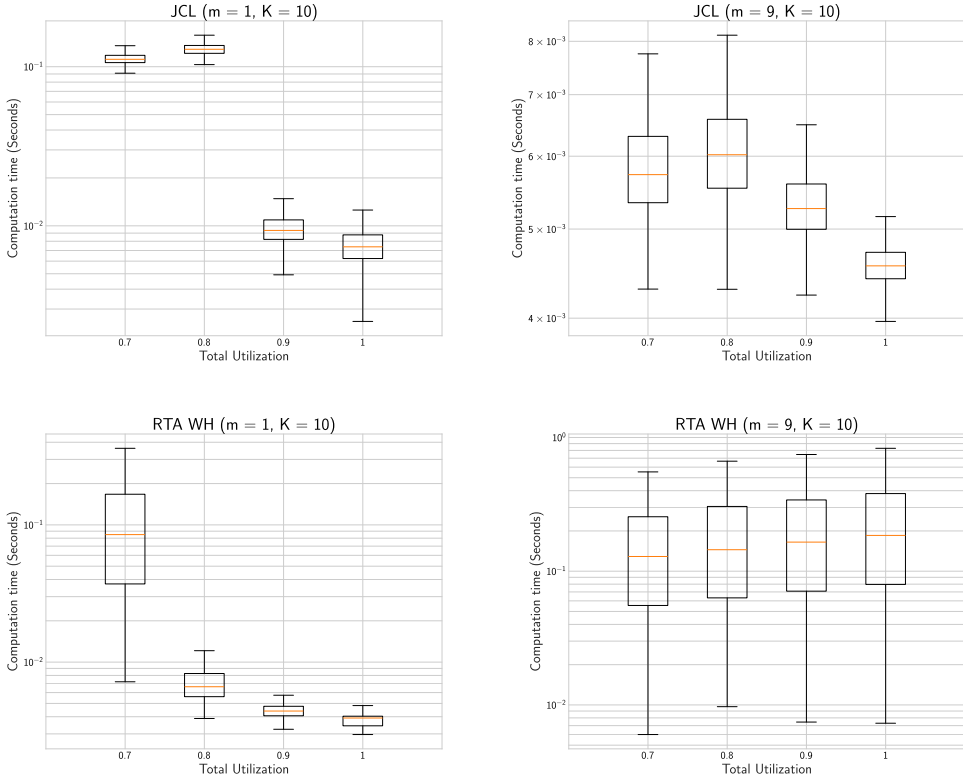 JCL (m = 1, K = 10)
10⁻¹
10⁻²
Computation time (Seconds)
0.7 0.8 0.9 1
Total Utilization
JCL (m = 9, K = 10)
8 × 10⁻³
7 × 10⁻³
6 × 10⁻³
5 × 10⁻³
4 × 10⁻³
Computation time (Seconds)
0.7 0.8 0.9 1
Total Utilization
RTA WH (m = 1, K = 10)
10⁻¹
10⁻²
Computation time (Seconds)
0.7 0.8 0.9 1
Total Utilization
RTA WH (m = 9, K = 10)
10⁰
10⁻¹
10⁻²
Computation time (Seconds)
0.7 0.8 0.9 1
Total Utilization